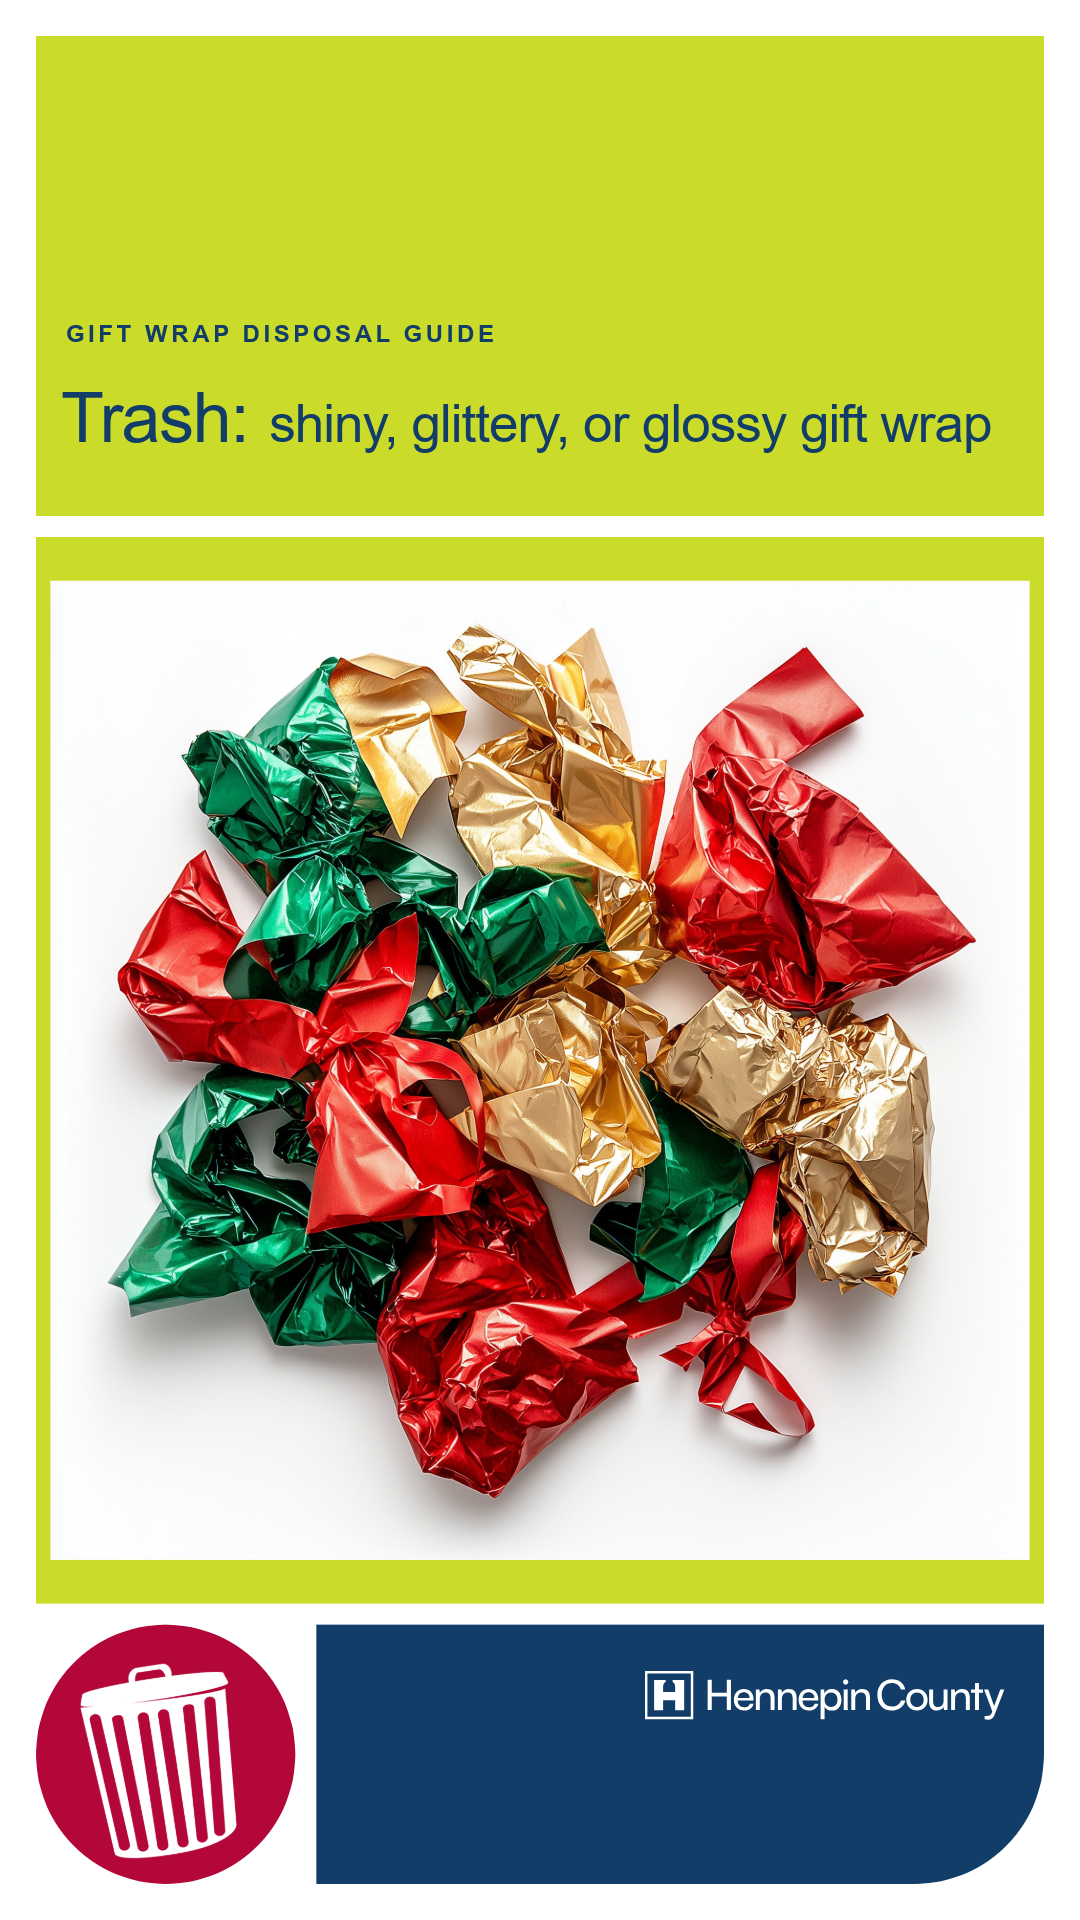 GIFT WRAP DISPOSAL GUIDE
Trash: shiny, glittery, or glossy gift wrap
H Hennepin County